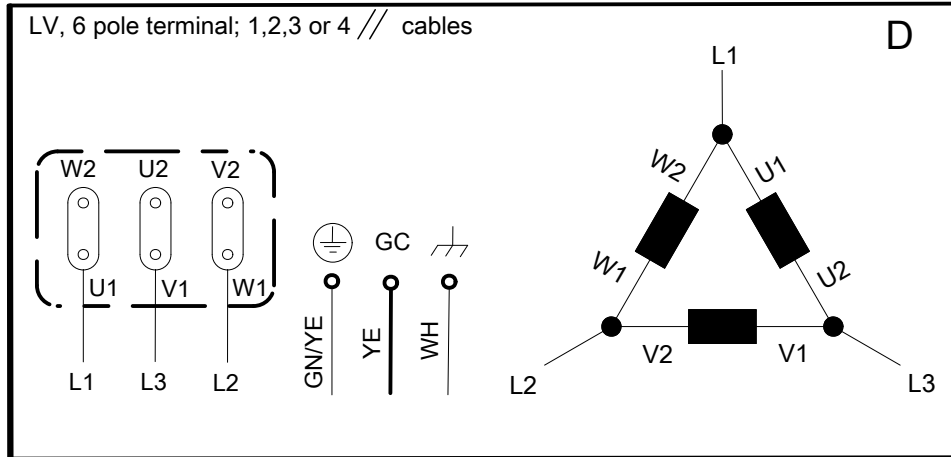 LV, 6 pole terminal; 1,2,3 or 4 // cables
D
L1
W2 U2 V2
U1 V1 W1
L1 L3 L2
GC
GN/YE YE WH
W2 U1
W1 U2
V2 V1
L2 L3